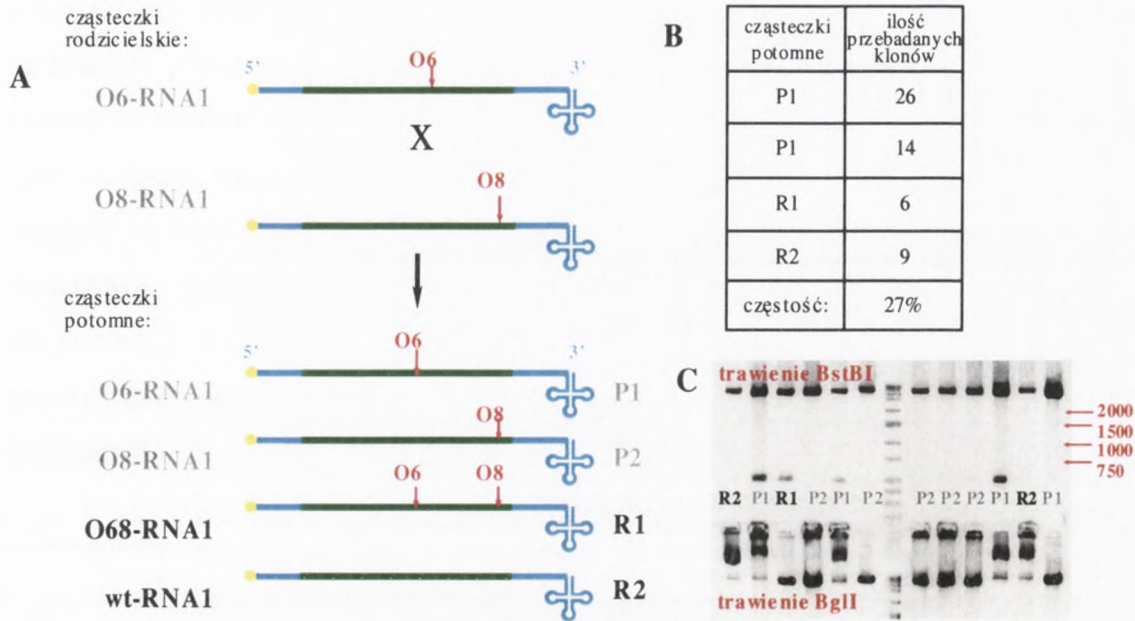 A
cząsteczki
rodzicielskie:
5'
O6
3'
O6-RNA1
X
O8
O8-RNA1
cząsteczki
potomne:
5'
O6
3'
O6-RNA1
P1
O8
O8-RNA1
P2
O6
O8
O68-RNA1
R1
wt-RNA1
R2
B
cząsteczki
potomne
ilość
przebadanych
klonów
P1
26
P1
14
R1
6
R2
9
częstość:
27%
C
trawienie BstBI
2000
1500
1000
750
R2 P1 R1 P2 P1 P2 P2 P2 P2 P1 R2 P1
trawienie BglI